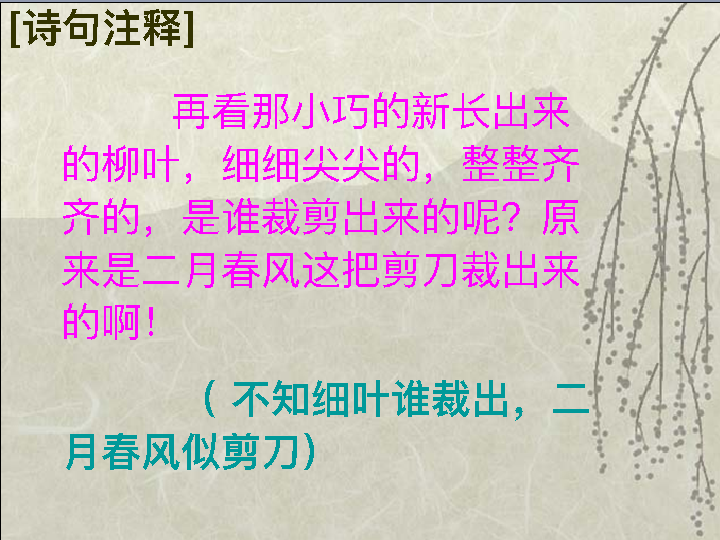 [诗句注释]
再看那小巧的新长出来
的柳叶，细细尖尖的，整整齐
齐的，是谁裁剪出来的呢？原
来是二月春风这把剪刀裁出来
的啊！
（ 不知细叶谁裁出，二
月春风似剪刀）